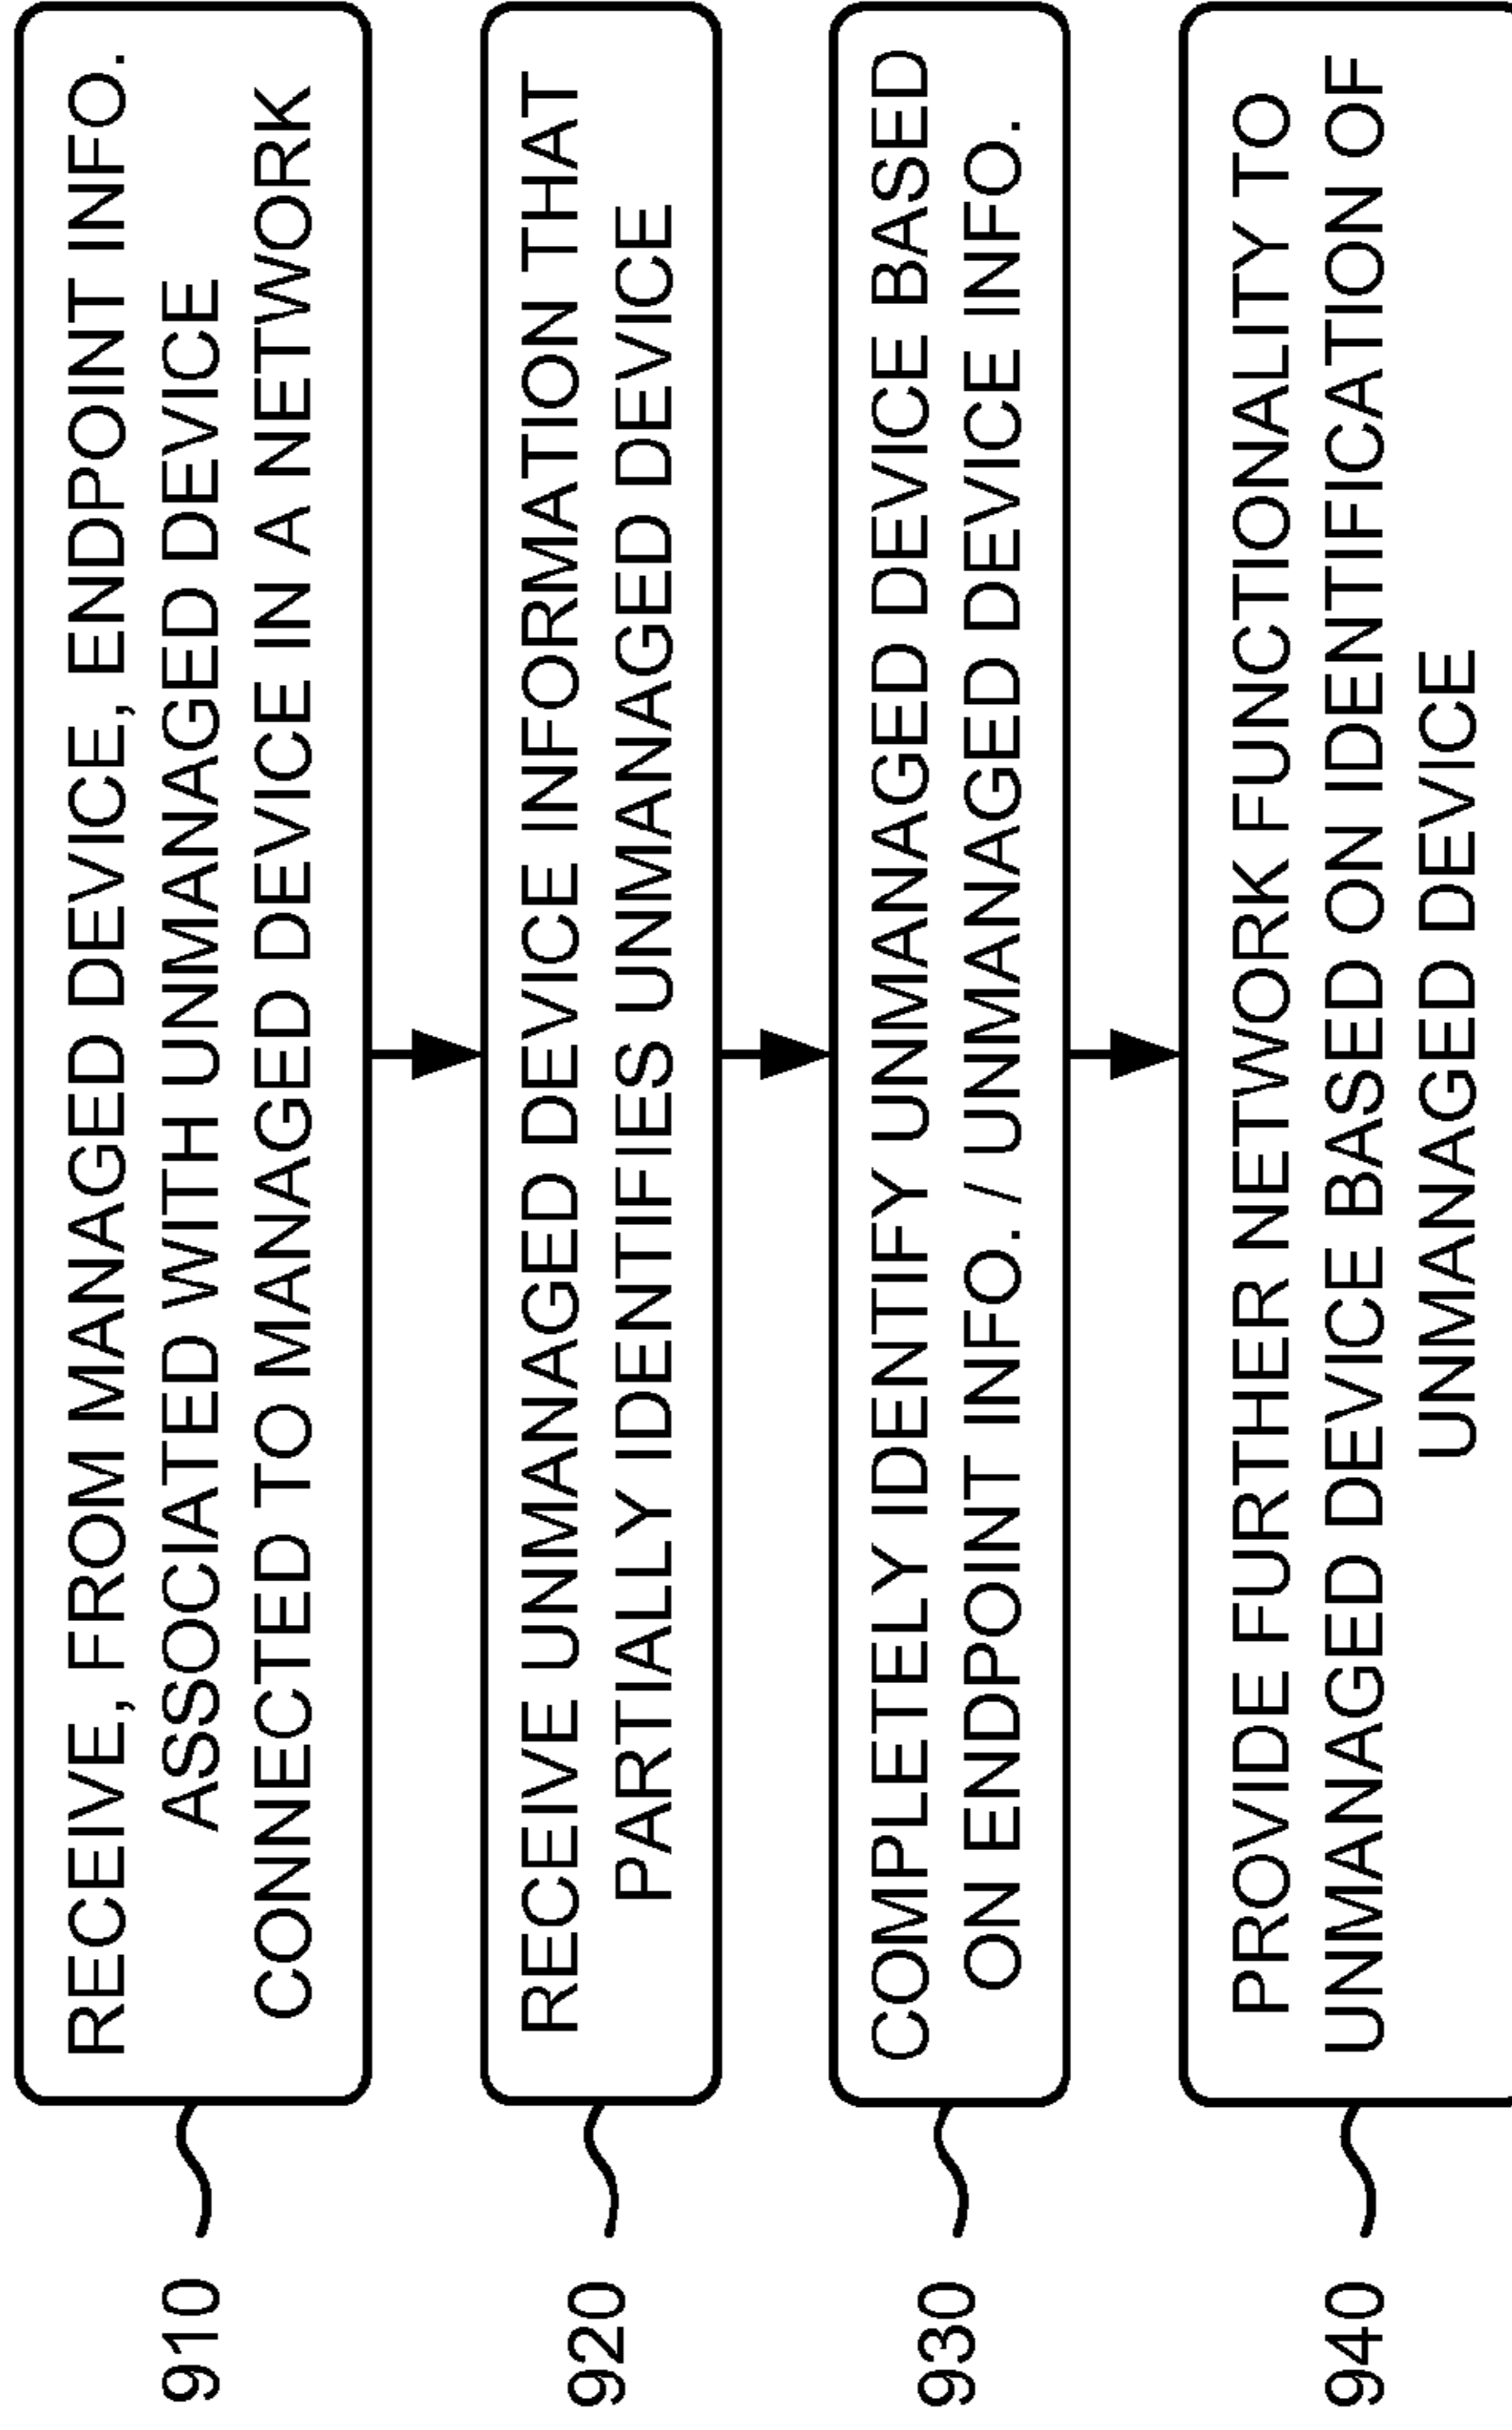 910
RECEIVE, FROM MANAGED DEVICE, ENDPOINT INFO.
ASSOCIATED WITH UNMANAGED DEVICE
CONNECTED TO MANAGED DEVICE IN A NETWORK
920
RECEIVE UNMANAGED DEVICE INFORMATION THAT
PARTIALLY IDENTIFIES UNMANAGED DEVICE
930
COMPLETELY IDENTIFY UNMANAGED DEVICE BASED
ON ENDPOINT INFO. / UNMANAGED DEVICE INFO.
940
PROVIDE FURTHER NETWORK FUNCTIONALITY TO
UNMANAGED DEVICE BASED ON IDENTIFICATION OF
UNMANAGED DEVICE